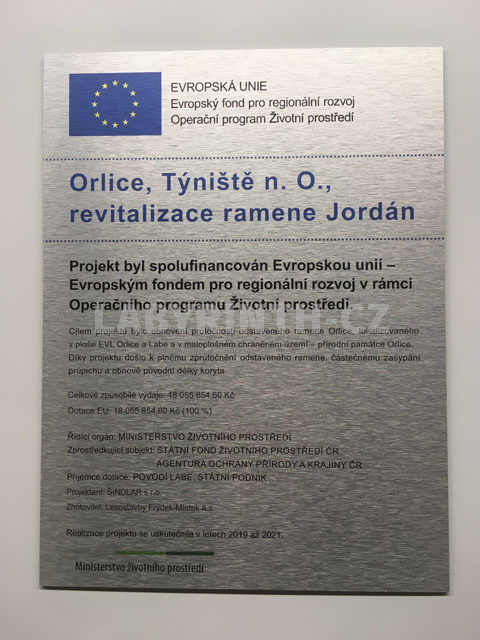 EVROPSKÁ UNIE
Evropský fond pro regionální rozvoj
Operační program Životní prostředí
Orlice, Týniště n. O.,
revitalizace ramene Jordán
Projekt byl spolufinancován Evropskou unií –
Evropským fondem pro regionální rozvoj v rámci
Operačního programu Životní prostředí.
LABYRINTH.CZ
Cílem projektu bylo obnovení průtočnosti odstaveného ramene Orlice, lokalizovaného
v ploše EVL Orlice a Labe a v maloplošném chráněném území – přírodní památce Orlice.
Díky projektu došlo k plnému zprůtočnění odstaveného ramene, částečnému zasypání
průpichu a obnově původní délky koryta.
Celkové způsobilé výdaje: 18 055 854,60 Kč
Dotace EU: 18 055 854,60 Kč (100 %)
Řídící orgán: MINISTERSTVO ŽIVOTNÍHO PROSTŘEDÍ
Zprostředkující subjekt: STÁTNÍ FOND ŽIVOTNÍHO PROSTŘEDÍ ČR
AGENTURA OCHRANY PŘÍRODY A KRAJINY ČR
Příjemce dotace: POVODÍ LABE, STÁTNÍ PODNIK
Projektant: ŠINDLAR s r.o.
Zhotovitel: Lesostavby Frýdek-Místek a.s.
Realizace projektu se uskutečnila v letech 2019 až 2021.
Ministerstvo životního prostředí